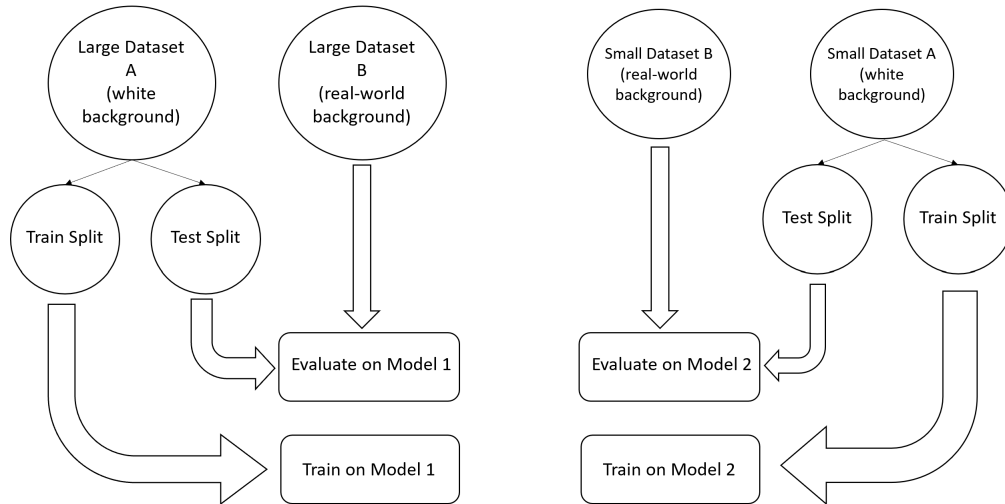 Large Dataset
A
(white
background)
Large Dataset
B
(real-world
background)
Small Dataset B
(real-world
background)
Small Dataset A
(white
background)
Train Split
Test Split
Test Split
Train Split
Evaluate on Model 1
Evaluate on Model 2
Train on Model 1
Train on Model 2